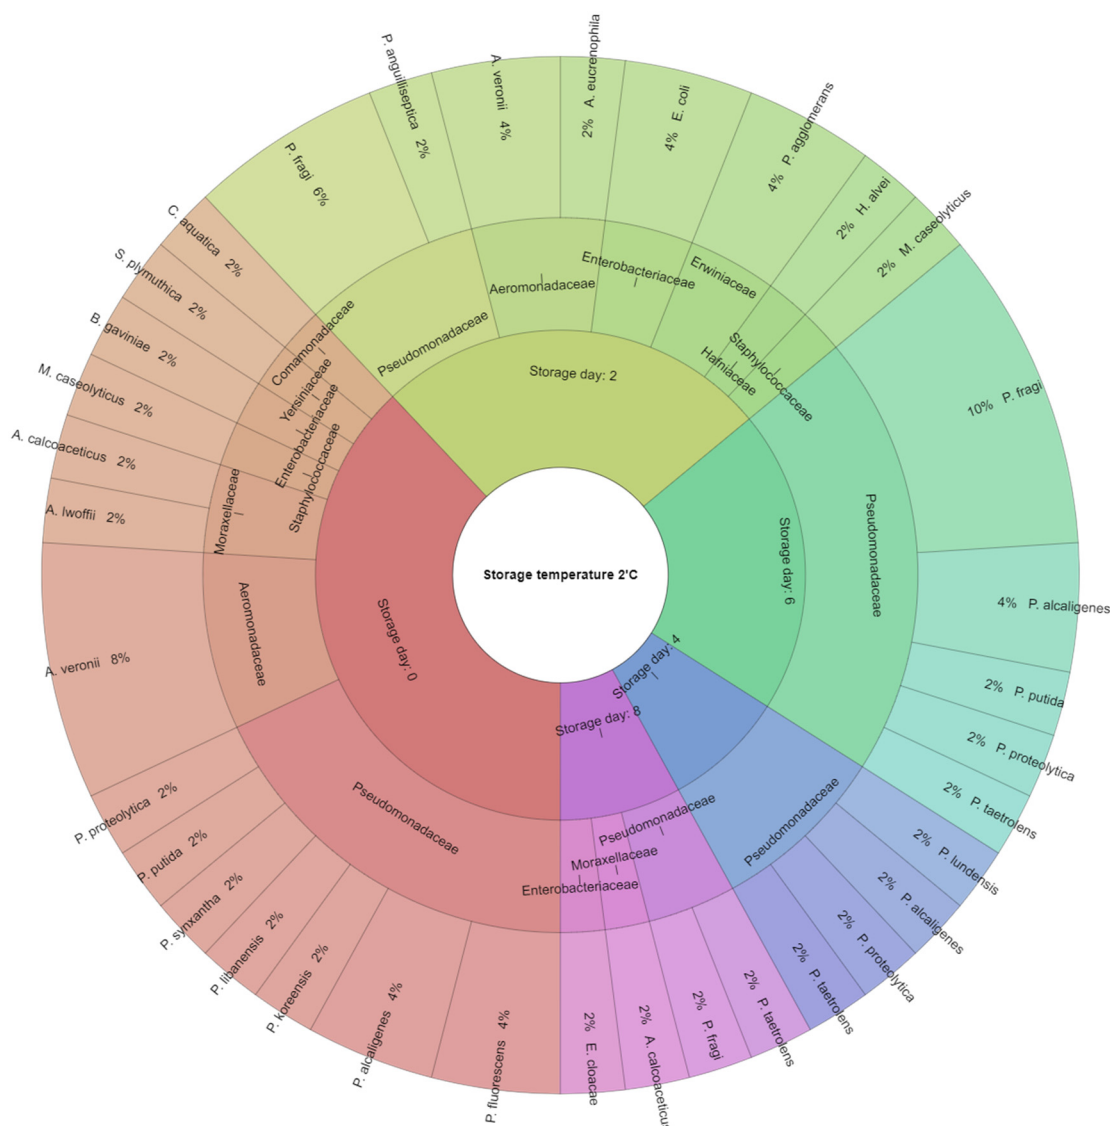 Storage temperature 2'C
Storage day: 2
Pseudomonadaceae
P. fragi 6%
P. anguilliseptica 2%
Aeromonadaceae
A. veronii 4%
2% A. eucrenophila
Enterobacteriaceae
4% E. coli
Erwiniaceae
4% P. agglomerans
Hafniaceae
2% H. alvei
Staphylococcaceae
2% M. caseolyticus
Storage day: 6
Pseudomonadaceae
10% P. fragi
4% P. alcaligenes
2% P. putida
2% P. proteolytica
2% P. taetrolens
Storage day: 4
Pseudomonadaceae
2% P. lundensis
2% P. alcaligenes
2% P. proteolytica
2% P. taetrolens
Storage day: 8
Pseudomonadaceae
2% P. taetrolens
2% P. fragi
Moraxellaceae
2% A. calcoaceticus
Enterobacteriaceae
2% E. cloacae
Storage day: 0
Pseudomonadaceae
P. fluorescens 4%
P. alcaligenes 4%
P. koreensis 2%
P. libanensis 2%
P. synxantha 2%
P. putida 2%
P. proteolytica 2%
Aeromonadaceae
A. veronii 8%
Moraxellaceae
A. lwoffii 2%
A. calcoaceticus 2%
Staphylococcaceae
M. caseolyticus 2%
Enterobacteriaceae
B. gaviniae 2%
Yersiniaceae
S. plymuthica 2%
Comamonadaceae
C. aquatica 2%